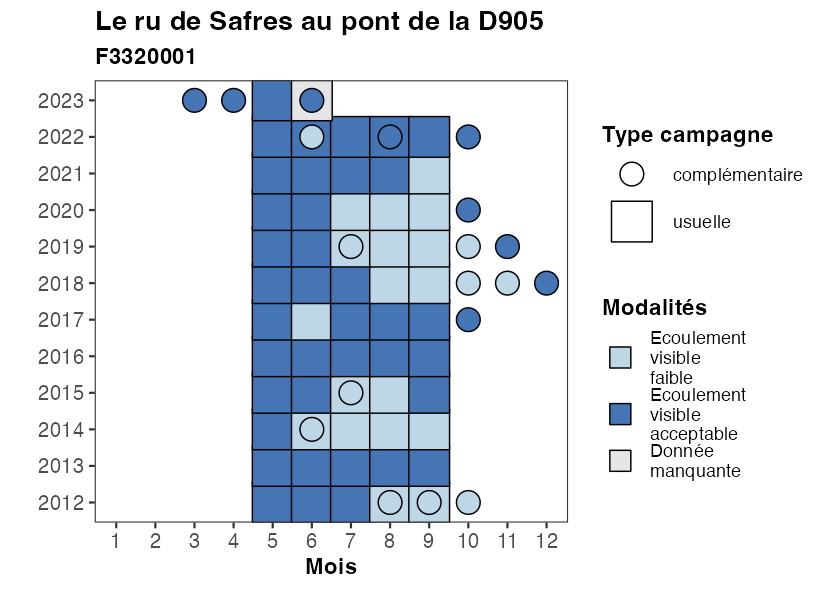 Le ru de Safres au pont de la D905
F3320001
2023
2022
2021
2020
2019
2018
2017
2016
2015
2014
2013
2012
1 2 3 4 5 6 7 8 9 10 11 12
Mois
Type campagne
complémentaire
usuelle
Modalités
Ecoulement
visible
faible
Ecoulement
visible
acceptable
Donnée
manquante